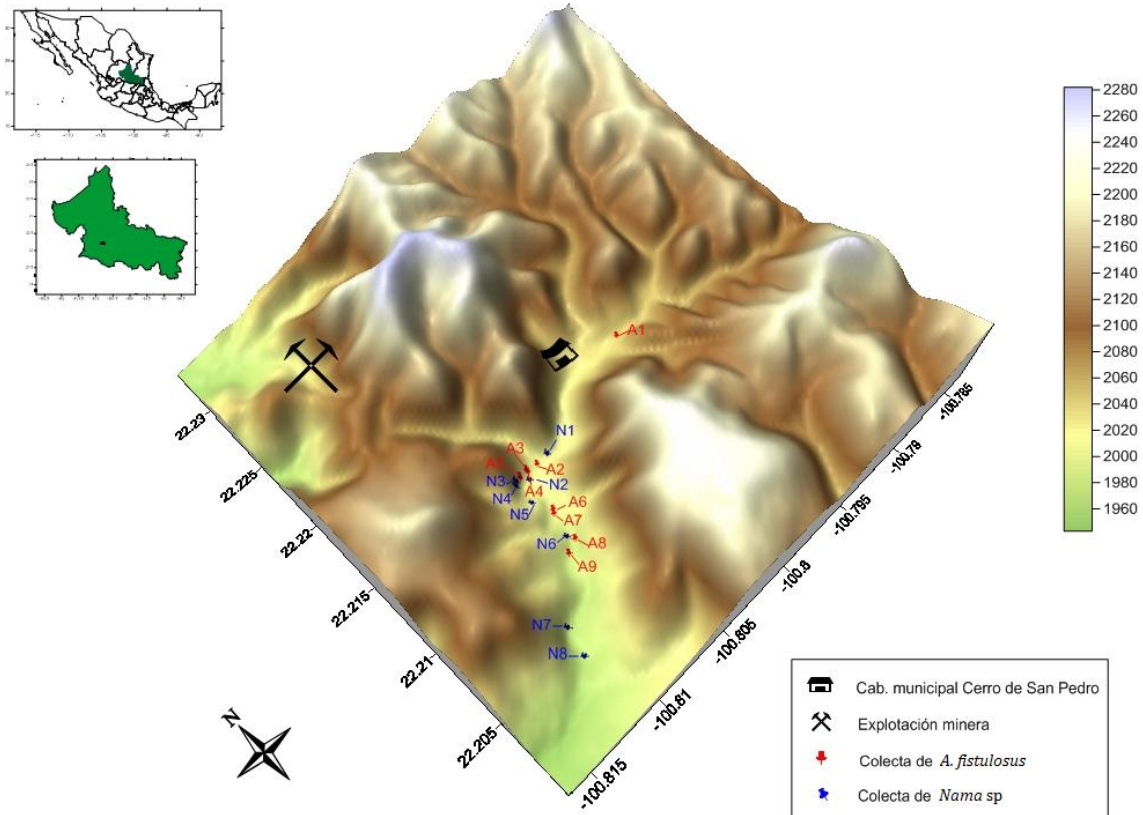 A1
N1
A3
A2
N3
N2
A4
N4
N5
A6
A7
N6
A8
A9
N7
N8
22.23
22.225
22.22
22.215
22.21
22.205
-100.785
-100.79
-100.795
-100.8
-100.805
-100.81
-100.815
2280
2260
2240
2220
2200
2180
2160
2140
2120
2100
2080
2060
2040
2020
2000
1980
1960
N
Cab. municipal Cerro de San Pedro
Explotación minera
Colecta de A. fistulosus
Colecta de Nama sp